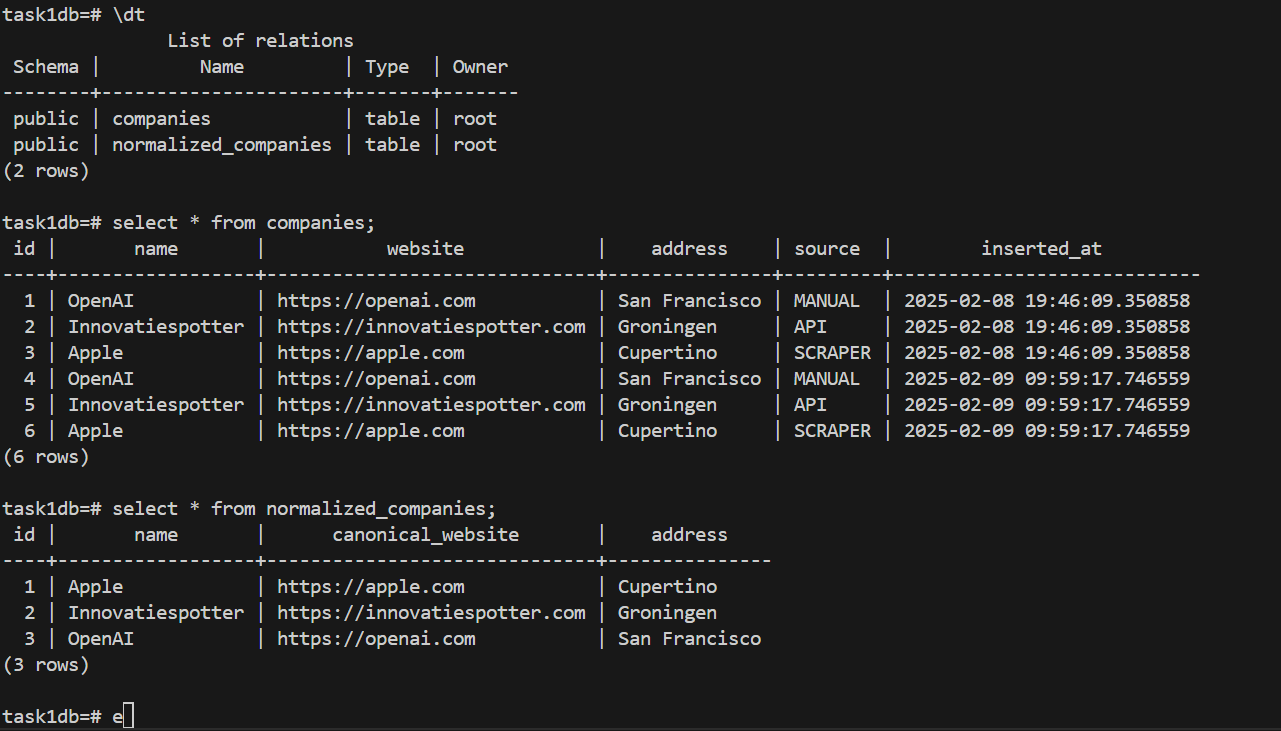 task1db=# \dt
               List of relations
 Schema |         Name         | Type  | Owner
--------+----------------------+-------+-------
 public | companies            | table | root
 public | normalized_companies | table | root
(2 rows)

task1db=# select * from companies;
 id |       name       |           website            |    address    | source  |        inserted_at
----+------------------+------------------------------+---------------+---------+----------------------------
  1 | OpenAI           | https://openai.com           | San Francisco | MANUAL  | 2025-02-08 19:46:09.350858
  2 | Innovatiespotter | https://innovatiespotter.com | Groningen     | API     | 2025-02-08 19:46:09.350858
  3 | Apple            | https://apple.com            | Cupertino     | SCRAPER | 2025-02-08 19:46:09.350858
  4 | OpenAI           | https://openai.com           | San Francisco | MANUAL  | 2025-02-09 09:59:17.746559
  5 | Innovatiespotter | https://innovatiespotter.com | Groningen     | API     | 2025-02-09 09:59:17.746559
  6 | Apple            | https://apple.com            | Cupertino     | SCRAPER | 2025-02-09 09:59:17.746559
(6 rows)

task1db=# select * from normalized_companies;
 id |       name       |      canonical_website       |    address
----+------------------+------------------------------+---------------
  1 | Apple            | https://apple.com            | Cupertino
  2 | Innovatiespotter | https://innovatiespotter.com | Groningen
  3 | OpenAI           | https://openai.com           | San Francisco
(3 rows)

task1db=# e